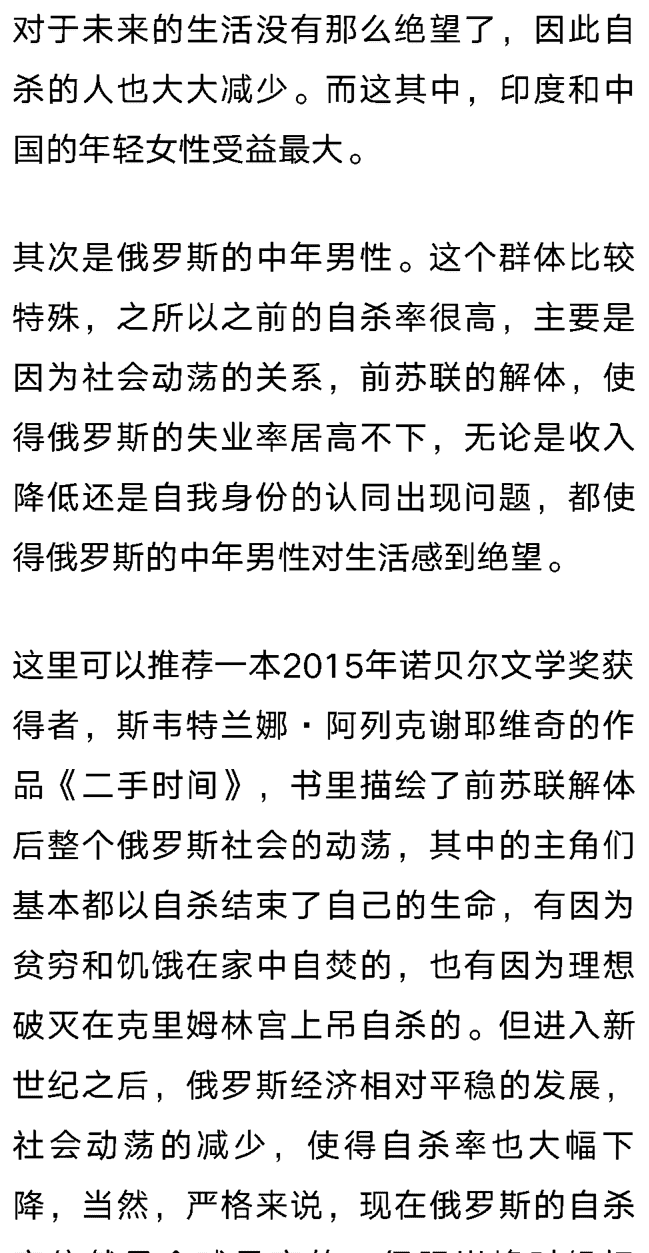 对于未来的生活没有那么绝望了，因此自
杀的人也大大减少。而这其中，印度和中
国的年轻女性受益最大。
其次是俄罗斯的中年男性。这个群体比较
特殊，之所以之前的自杀率很高，主要是
因为社会动荡的关系，前苏联的解体，使
得俄罗斯的失业率居高不下，无论是收入
降低还是自我身份的认同出现问题，都使
得俄罗斯的中年男性对生活感到绝望。
这里可以推荐一本2015年诺贝尔文学奖获
得者，斯韦特兰娜·阿列克谢耶维奇的作
品《二手时间》，书里描绘了前苏联解体
后整个俄罗斯社会的动荡，其中的主角们
基本都以自杀结束了自己的生命，有因为
贫穷和饥饿在家中自焚的，也有因为理想
破灭在克里姆林宫上吊自杀的。但进入新
世纪之后，俄罗斯经济相对平稳的发展，
社会动荡的减少，使得自杀率也大幅下
降，当然，严格来说，现在俄罗斯的自杀